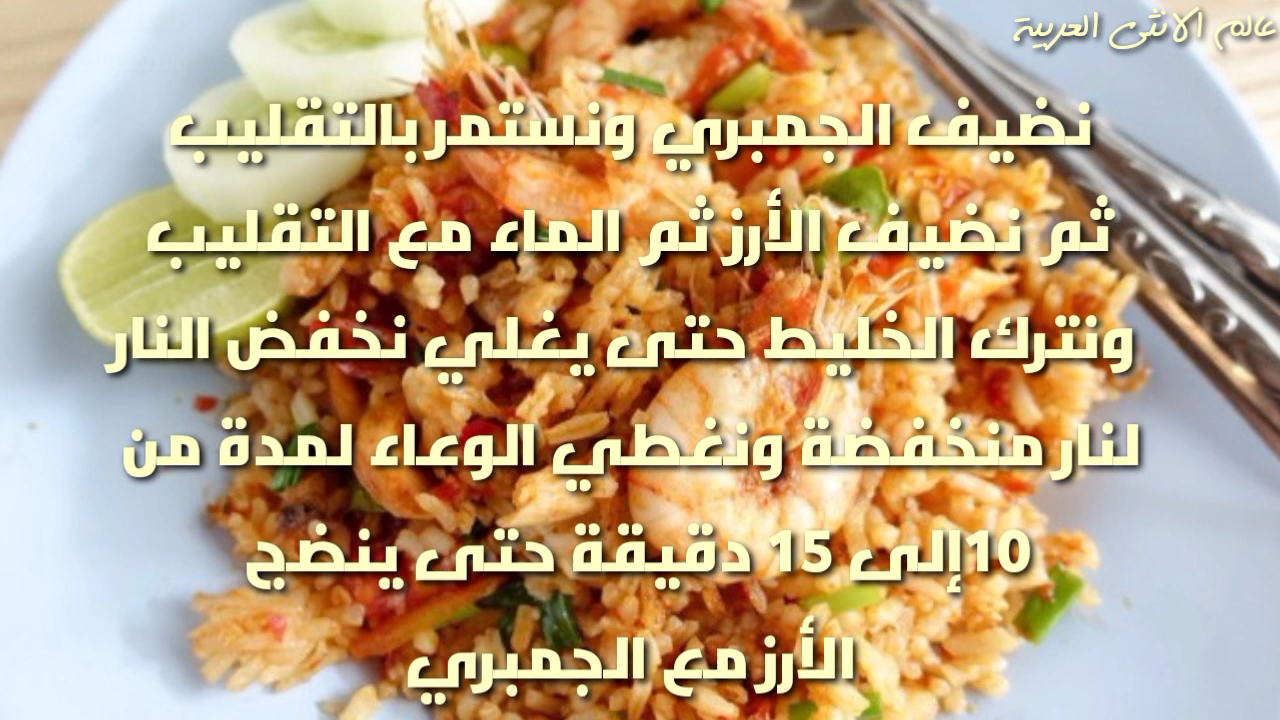 عالم الانثى العربية
نضيف الجمبري ونستمر بالتقليب
ثم نضيف الأرز ثم الماء مع التقليب
ونترك الخليط حتى يغلي نخفض النار
لنار منخفضة ونغطي الوعاء لمدة من
10إلى 15 دقيقة حتى ينضج
الأرز مع الجمبري